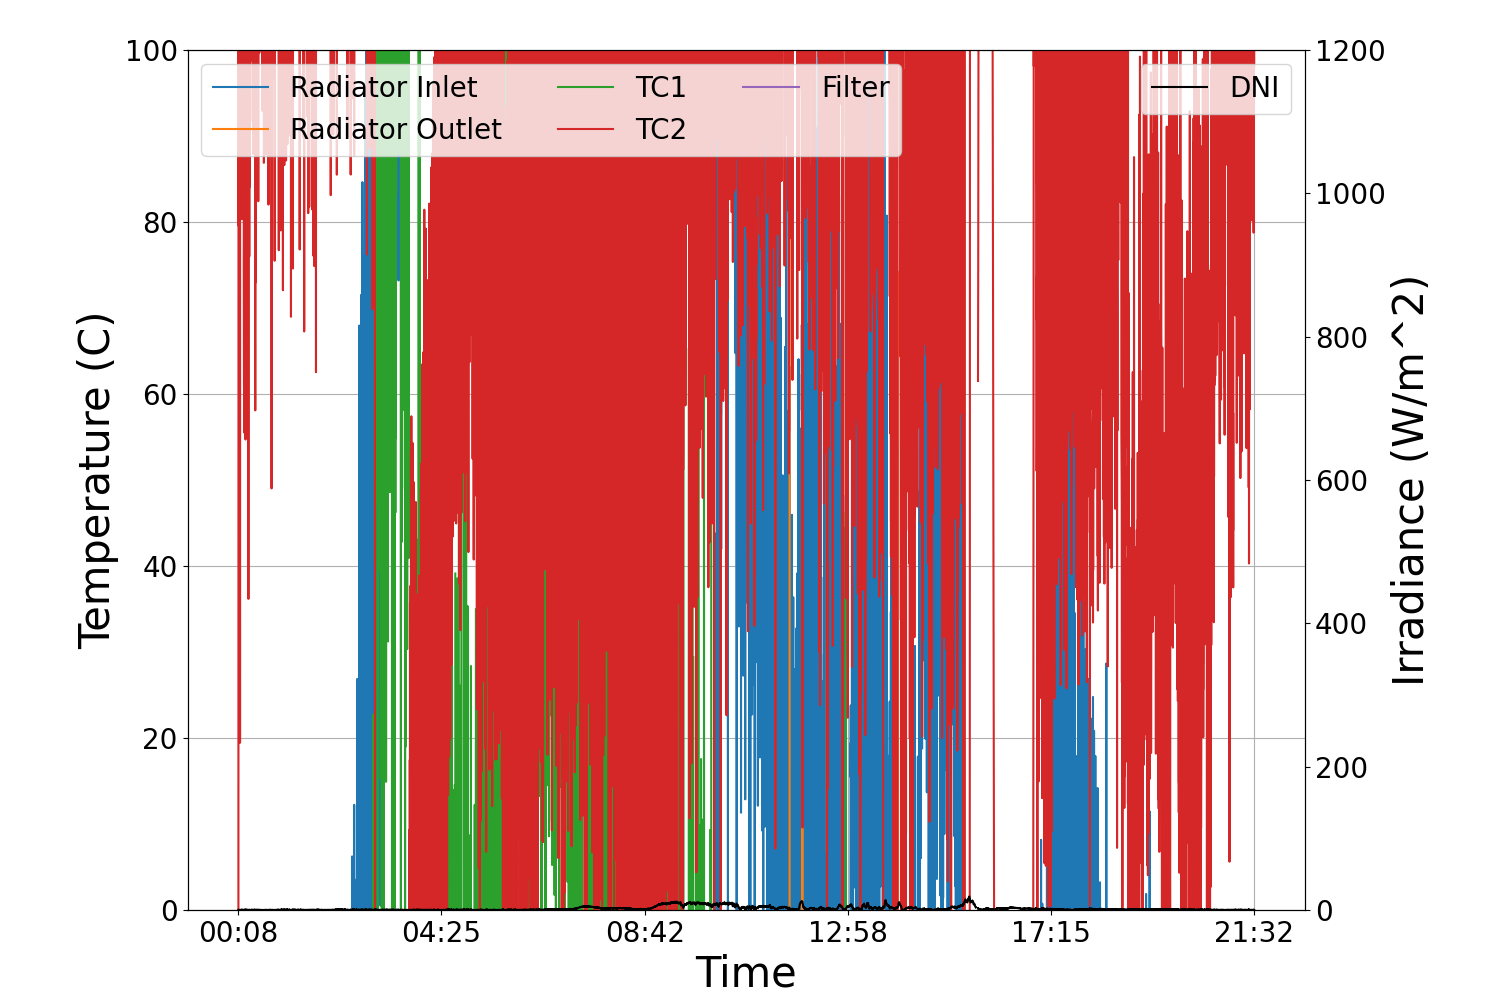 100
80
60
40
20
0
Temperature (C)
Radiator Inlet
Radiator Outlet
TC1
TC2
Filter
DNI
1200
1000
800
600
400
200
0
Irradiance (W/m^2)
00:08
04:25
08:42
12:58
17:15
21:32
Time